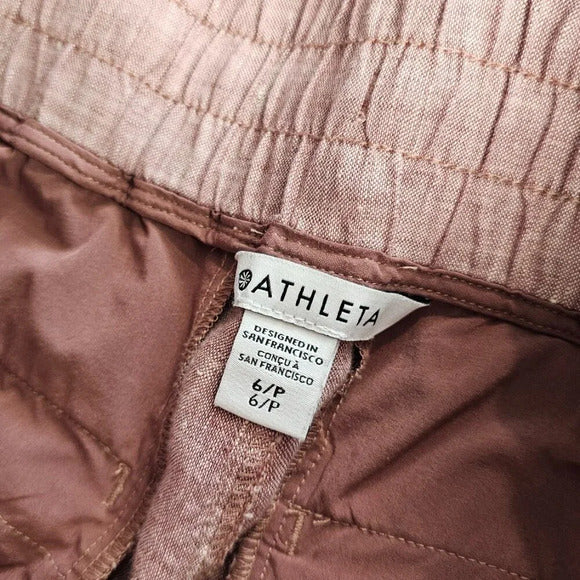 ATHLETA
DESIGNED IN
SAN FRANCISCO
CONÇU À
SAN FRANCISCO
6/P
6/P